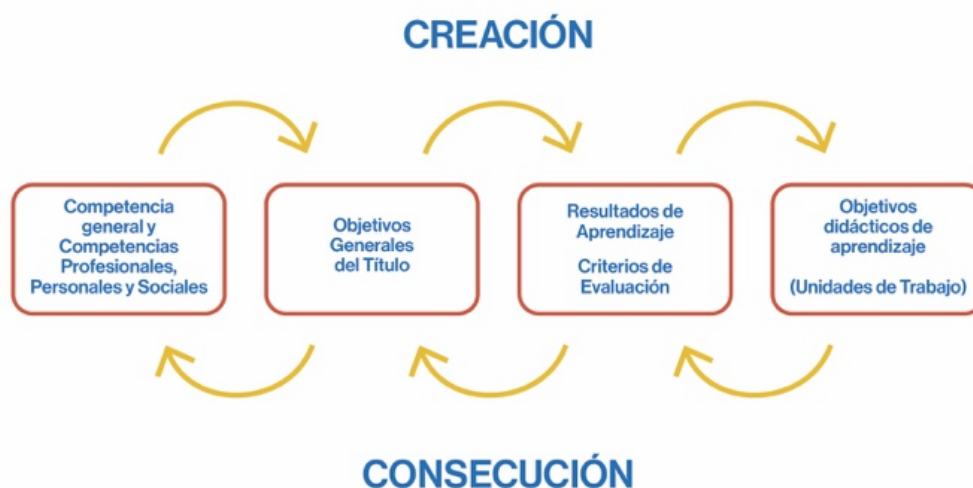 CREACIÓN
Competencia
general y
Competencias
Profesionales,
Personales y Sociales
Objetivos
Generales
del Título
Resultados de
Aprendizaje
Criterios de
Evaluación
Objetivos
didácticos de
aprendizaje
(Unidades de Trabajo)
CONSECUCIÓN